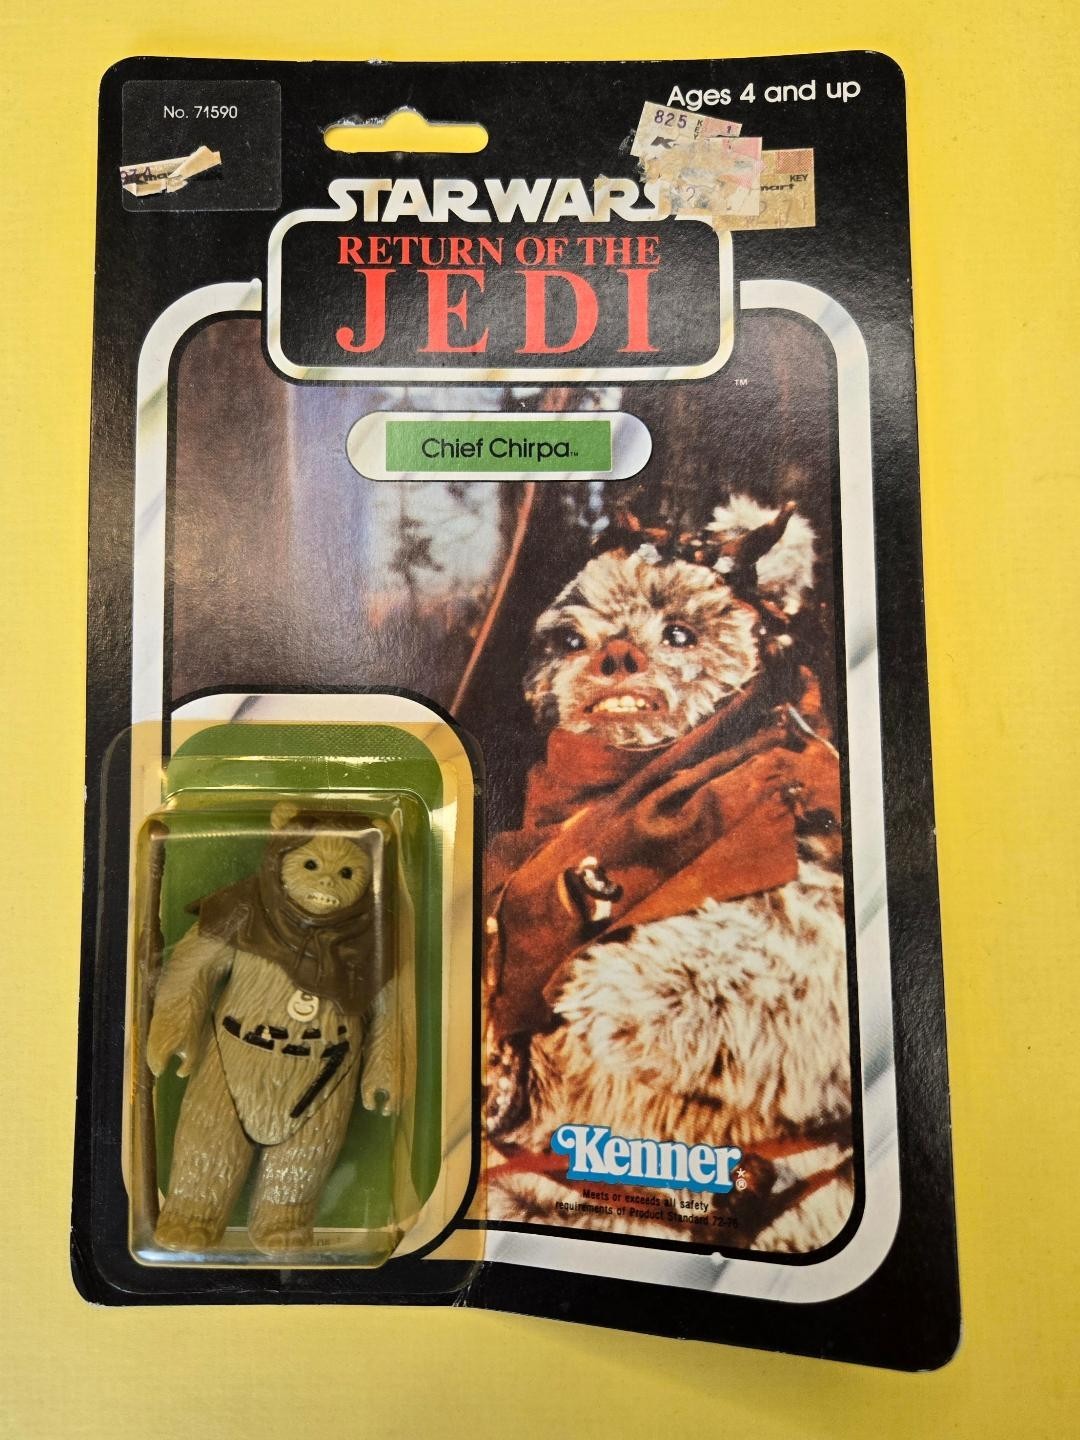 No. 71590
Ages 4 and up
825
KEY
mart
STAR WARS
RETURN OF THE
JEDI
TM
Chief Chirpa™
Kenner®
Meets or exceeds all safety
requirements of Product Standard 72-76